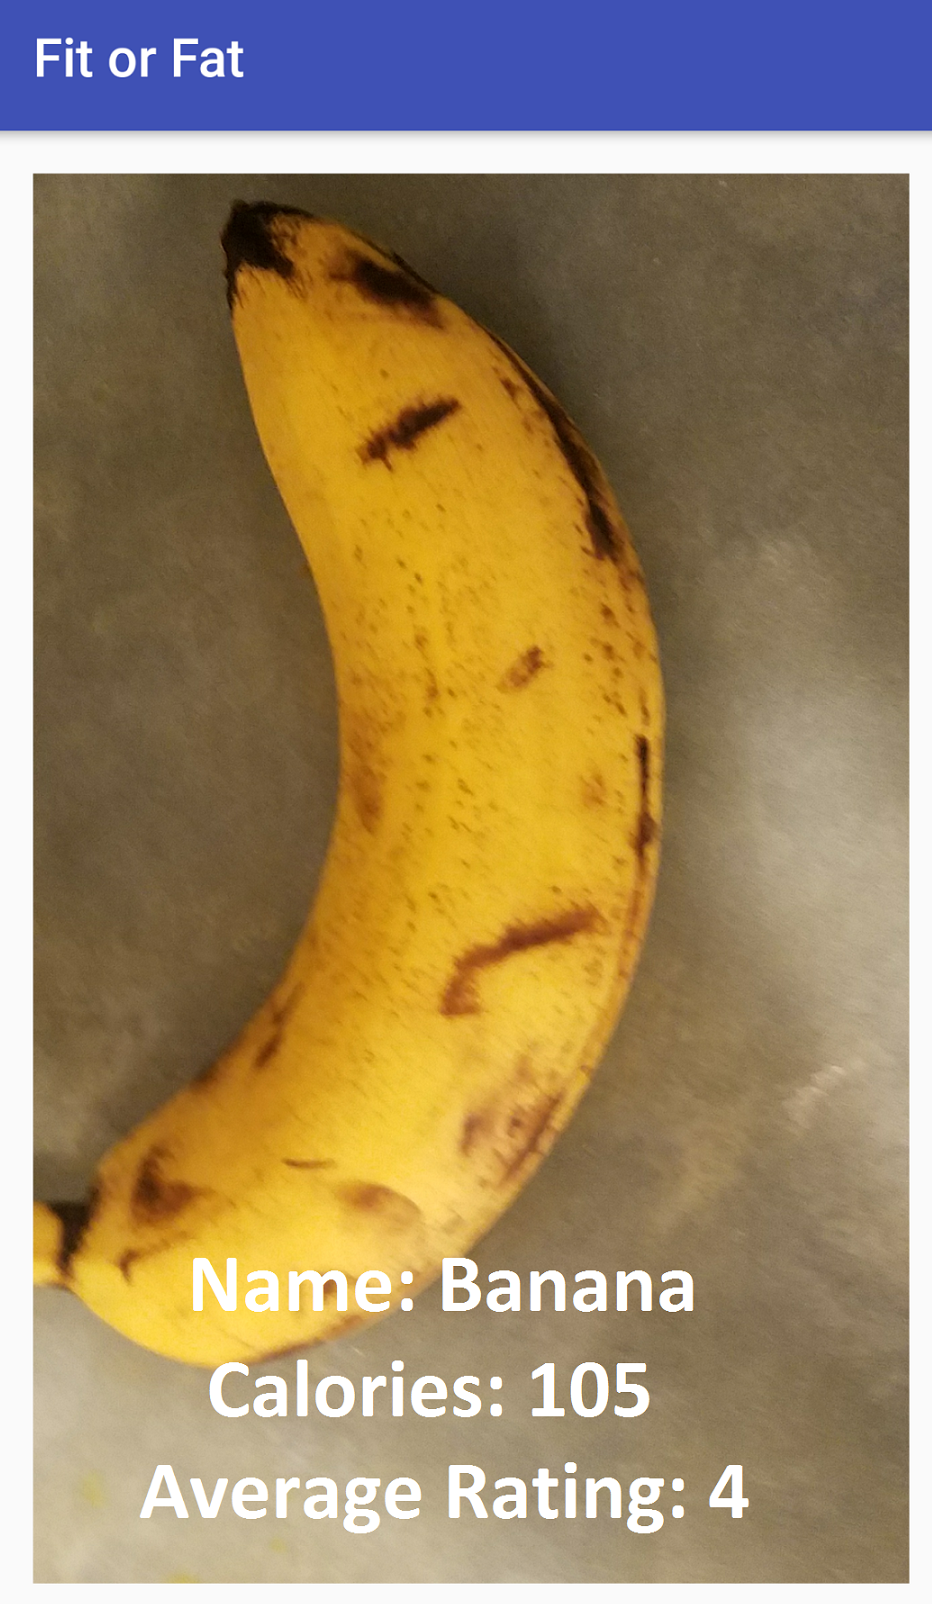 Fit or Fat
Name: Banana
Calories: 105
Average Rating: 4